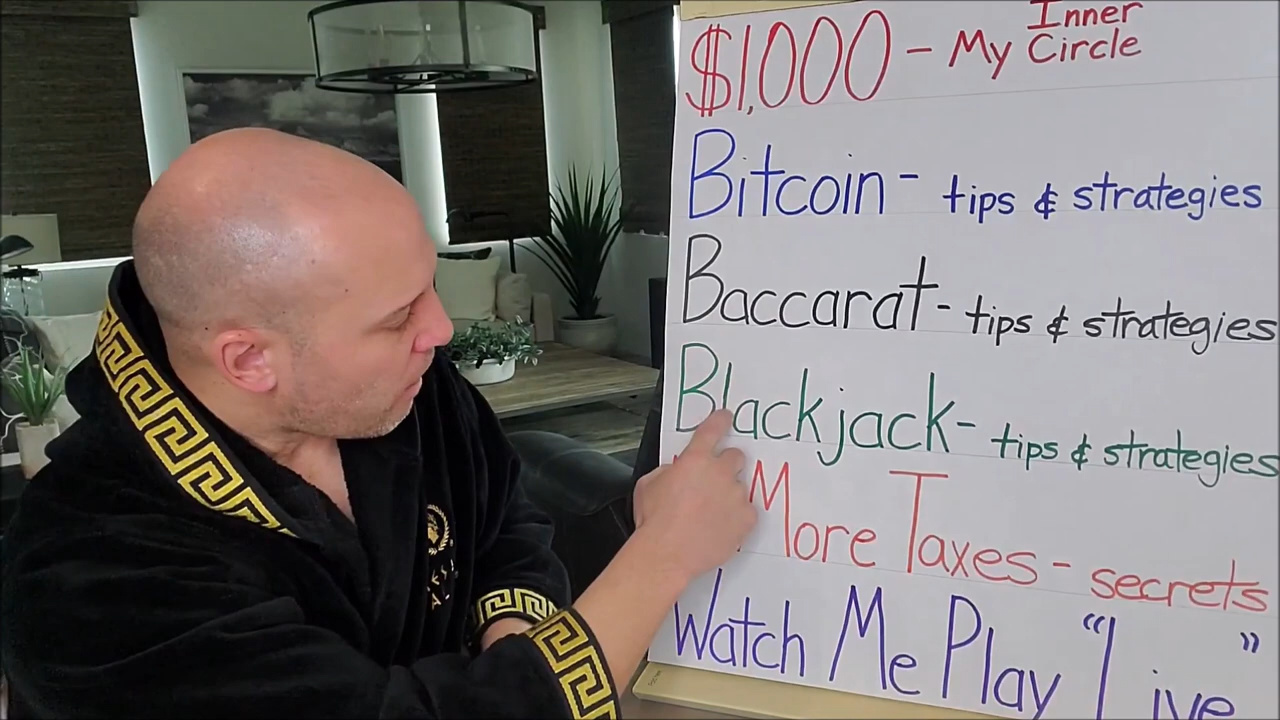 $1,000 - My Inner Circle
Bitcoin - tips & strategies
Baccarat - tips & strategies
Blackjack - tips & strategies
More Taxes - secrets
Watch Me Play "Live"